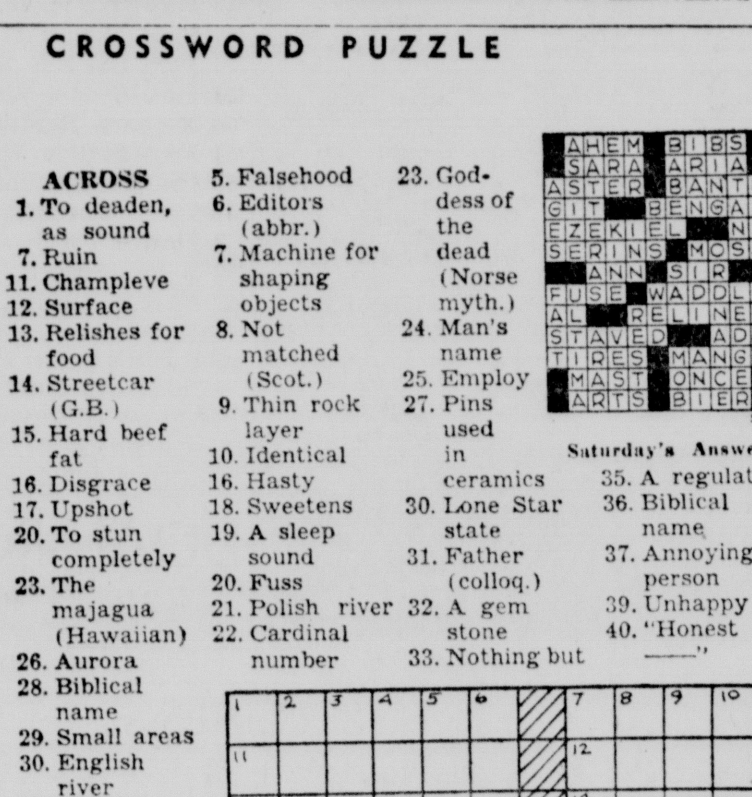 CROSSWORD PUZZLE
ACROSS
1. To deaden,
as sound
7. Ruin
11. Champleve
12. Surface
13. Relishes for
food
14. Streetcar
(G.B.)
15. Hard beef
fat
16. Disgrace
17. Upshot
20. To stun
completely
23. The
majagua
(Hawaiian)
26. Aurora
28. Biblical
name
29. Small areas
30. English
river
5. Falsehood
6. Editors
(abbr.)
7. Machine for
shaping
objects
8. Not
matched
(Scot.)
9. Thin rock
layer
10. Identical
16. Hasty
18. Sweetens
19. A sleep
sound
20. Fuss
21. Polish river
22. Cardinal
number
23. God-
dess of
the
dead
(Norse
myth.)
24. Man's
name
25. Employ
27. Pins
used
in
ceramics
30. Lone Star
state
31. Father
(colloq.)
32. A gem
stone
33. Nothing but
AHEM BIBS
SARA ARIA
ASTER BANT
GIT BENGA
EZEKIEL N
SERINS MOS
ANN SIR
FUSE WADDL
AL RELINE
STAVED AD
TIRES MANG
MAST ONCE
ARTS BIER
Saturday's Answe
35. A regulat
36. Biblical
name
37. Annoying
person
39. Unhappy
40. "Honest
——"
1 2 3 4 5 6 7 8 9 10
11 12